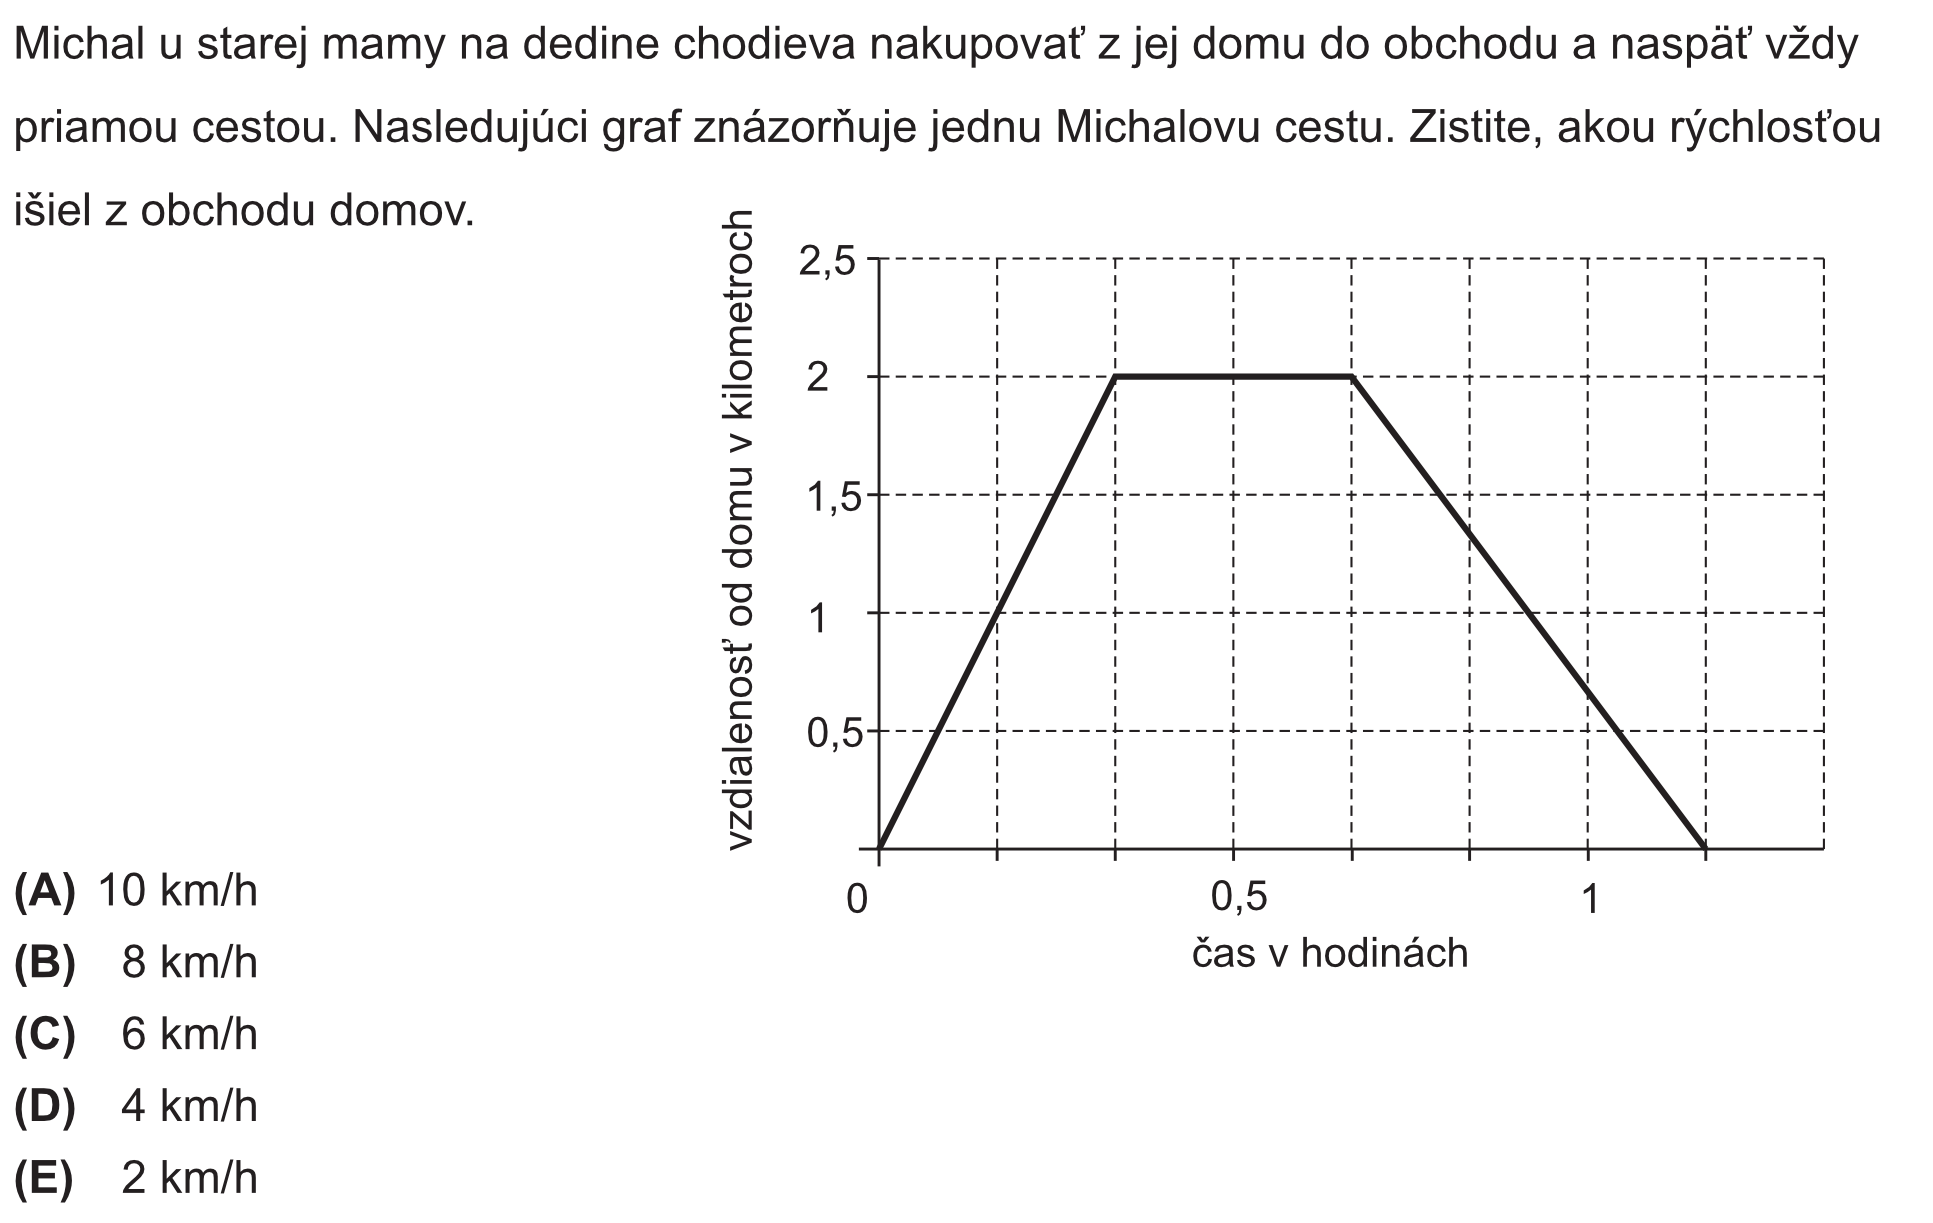 Michal u starej mamy na dedine chodieva nakupovať z jej domu do obchodu a naspäť vždy
priamou cestou. Nasledujúci graf znázorňuje jednu Michalovu cestu. Zistite, akou rýchlosťou
išiel z obchodu domov.
vzdialenosť od domu v kilometroch
2,5
2
1,5
1
0,5
0
0,5
1
čas v hodinách
(A) 10 km/h
(B) 8 km/h
(C) 6 km/h
(D) 4 km/h
(E) 2 km/h